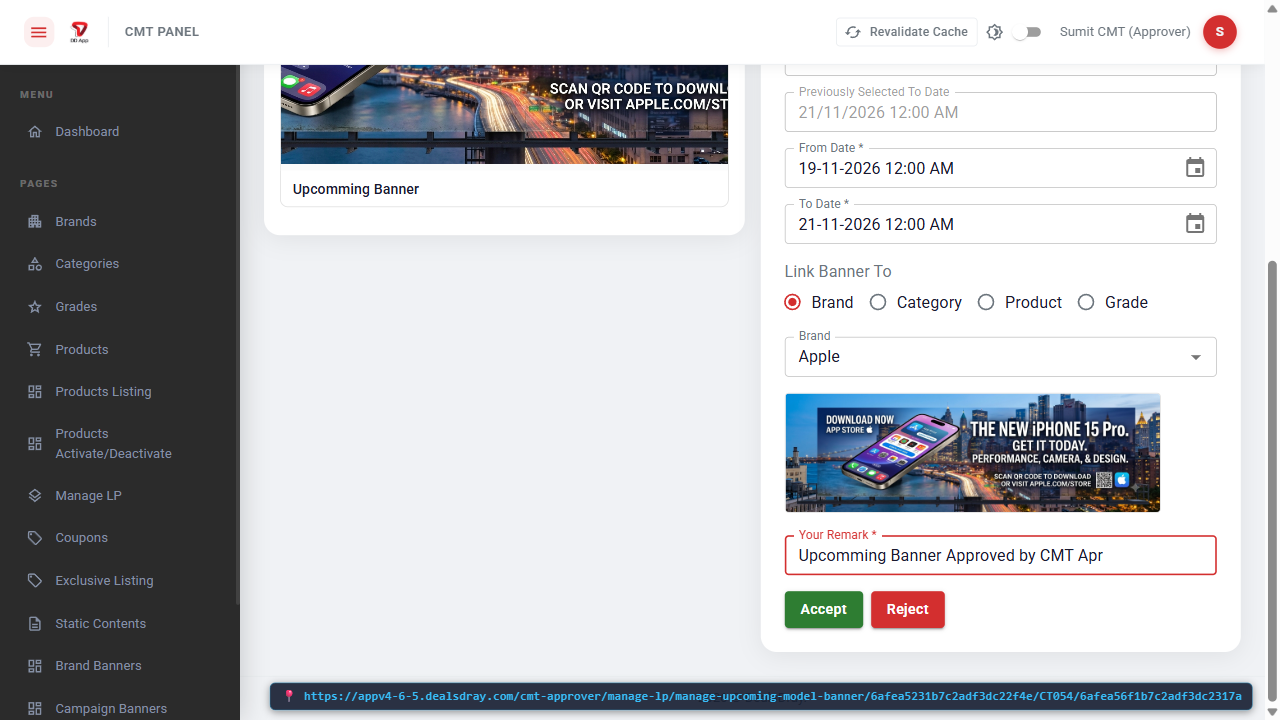 DD-App
CMT PANEL
Revalidate Cache
Sumit CMT (Approver)
S
MENU
Dashboard
PAGES
Brands
Categories
Grades
Products
Products Listing
Products
Activate/Deactivate
Manage LP
Coupons
Exclusive Listing
Static Contents
Brand Banners
Campaign Banners
SCAN QR CODE TO DOWNL
OR VISIT APPLE.COM/ST
Upcomming Banner
Previously Selected To Date
21/11/2026 12:00 AM
From Date *
19-11-2026 12:00 AM
To Date *
21-11-2026 12:00 AM
Link Banner To
Brand
Category
Product
Grade
Brand
Apple
DOWNLOAD NOW
APP STORE
THE NEW iPHONE 15 Pro.
GET IT TODAY.
PERFORMANCE, CAMERA, & DESIGN.
SCAN QR CODE TO DOWNLOAD
OR VISIT APPLE.COM/STORE
Your Remark *
Upcomming Banner Approved by CMT Apr
Accept
Reject
https://appv4-6-5.dealsdray.com/cmt-approver/manage-lp/manage-upcoming-model-banner/6afea5231b7c2adf3dc22f4e/CT054/6afea56f1b7c2adf3dc2317a